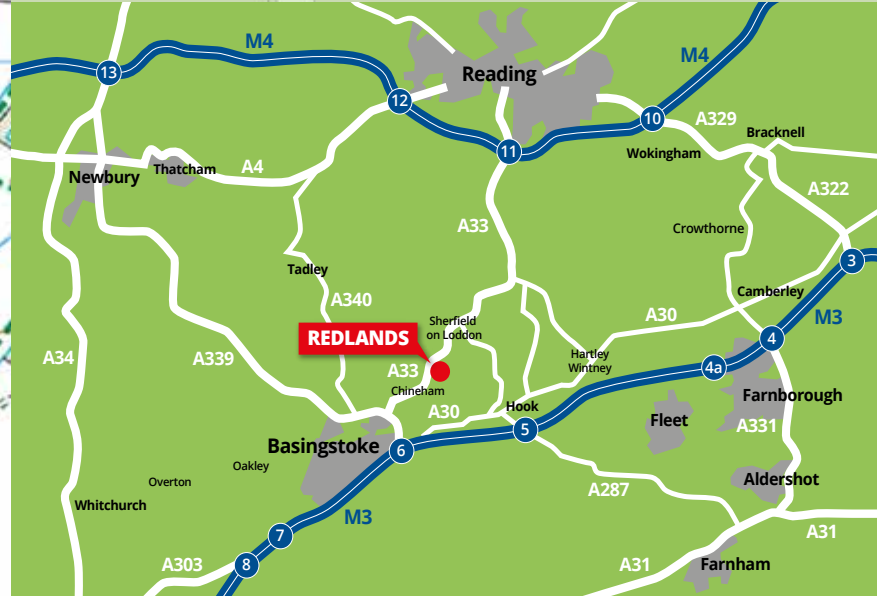 M4
M4
13
Reading
12
10
A329
Bracknell
11
Wokingham
Newbury
Thatcham
A4
A322
A33
Crowthorne
3
Tadley
A340
Camberley
A30
M3
Sherfield
on Loddon
REDLANDS
4
A34
A339
A33
Hartley
Wintney
4a
Chineham
Farnborough
A30
Hook
Fleet
A331
5
Basingstoke
6
Oakley
Overton
Aldershot
Whitchurch
A287
M3
7
A31
8
A303
A31
Farnham